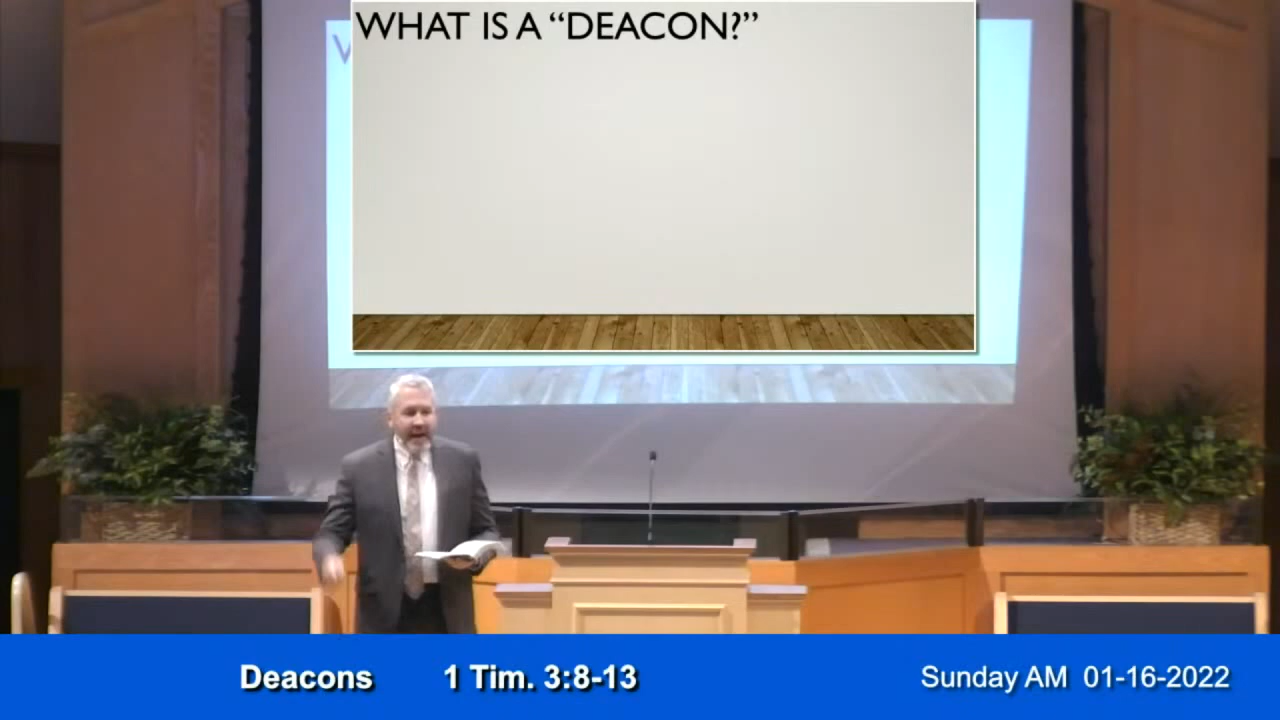 WHAT IS A “DEACON?”
Deacons 1 Tim. 3:8-13 Sunday AM 01-16-2022